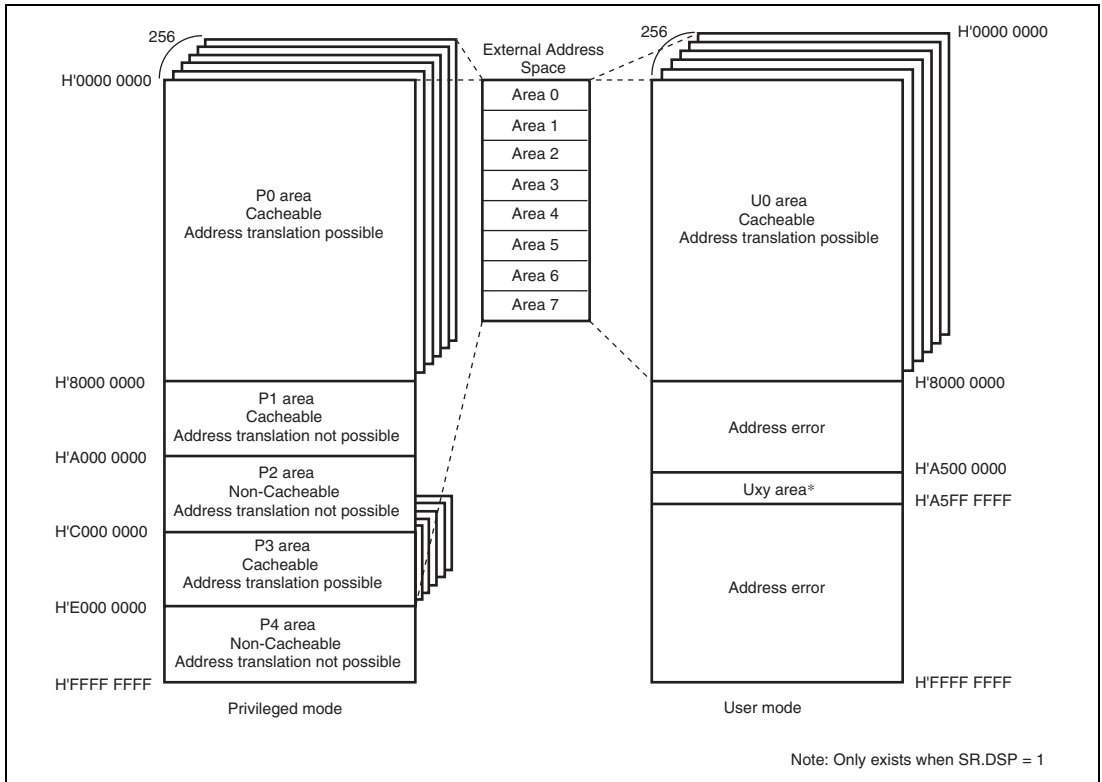 256
H'0000 0000
P0 area
Cacheable
Address translation possible
H'8000 0000
P1 area
Cacheable
Address translation not possible
H'A000 0000
P2 area
Non-Cacheable
Address translation not possible
H'C000 0000
P3 area
Cacheable
Address translation possible
H'E000 0000
P4 area
Non-Cacheable
Address translation not possible
H'FFFF FFFF
Privileged mode
External Address
Space
Area 0
Area 1
Area 2
Area 3
Area 4
Area 5
Area 6
Area 7
256
H'0000 0000
U0 area
Cacheable
Address translation possible
H'8000 0000
Address error
H'A500 0000
Uxy area*
H'A5FF FFFF
Address error
H'FFFF FFFF
User mode
Note: Only exists when SR.DSP = 1